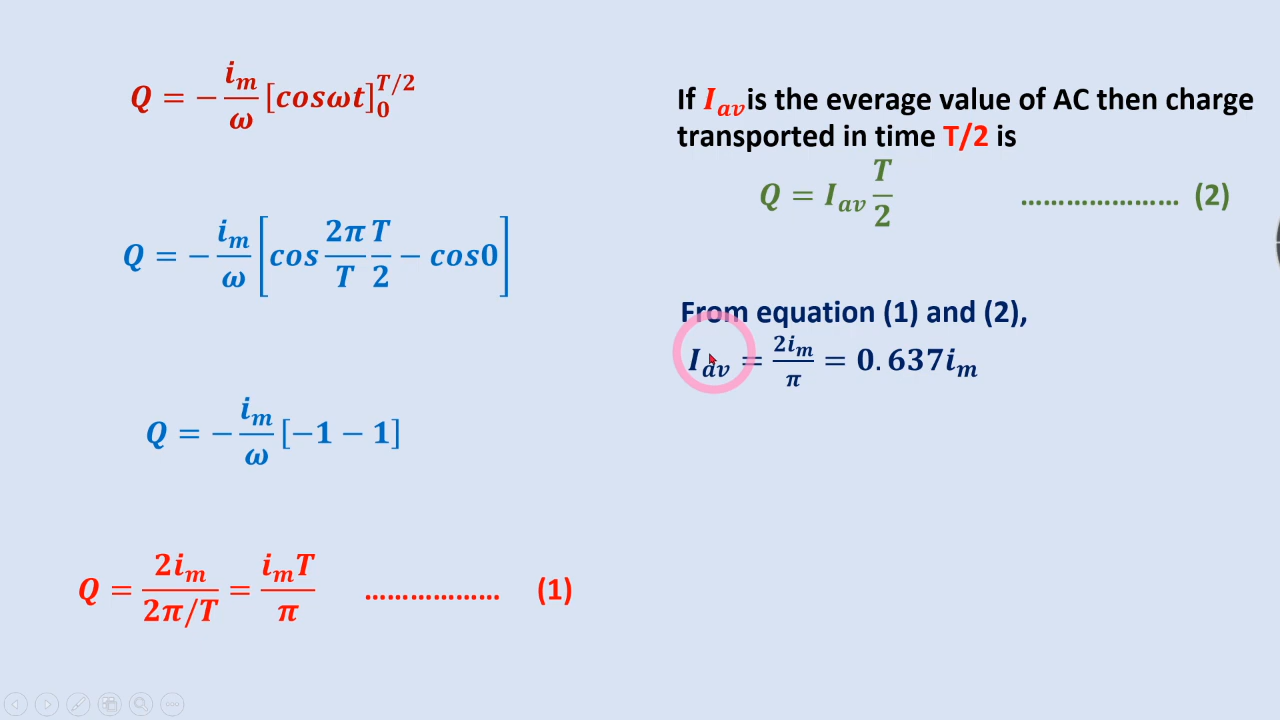 Q = −i_m/ω [cosωt]_0^{T/2}
Q = −i_m/ω [cos 2π/T T/2 − cos0]
Q = −i_m/ω [−1 − 1]
Q = 2i_m/2π/T = i_mT/π ……………… (1)
If I_av is the everage value of AC then charge
transported in time T/2 is
Q = I_av T/2 ………………… (2)
From equation (1) and (2),
I_av = 2i_m/π = 0.637i_m